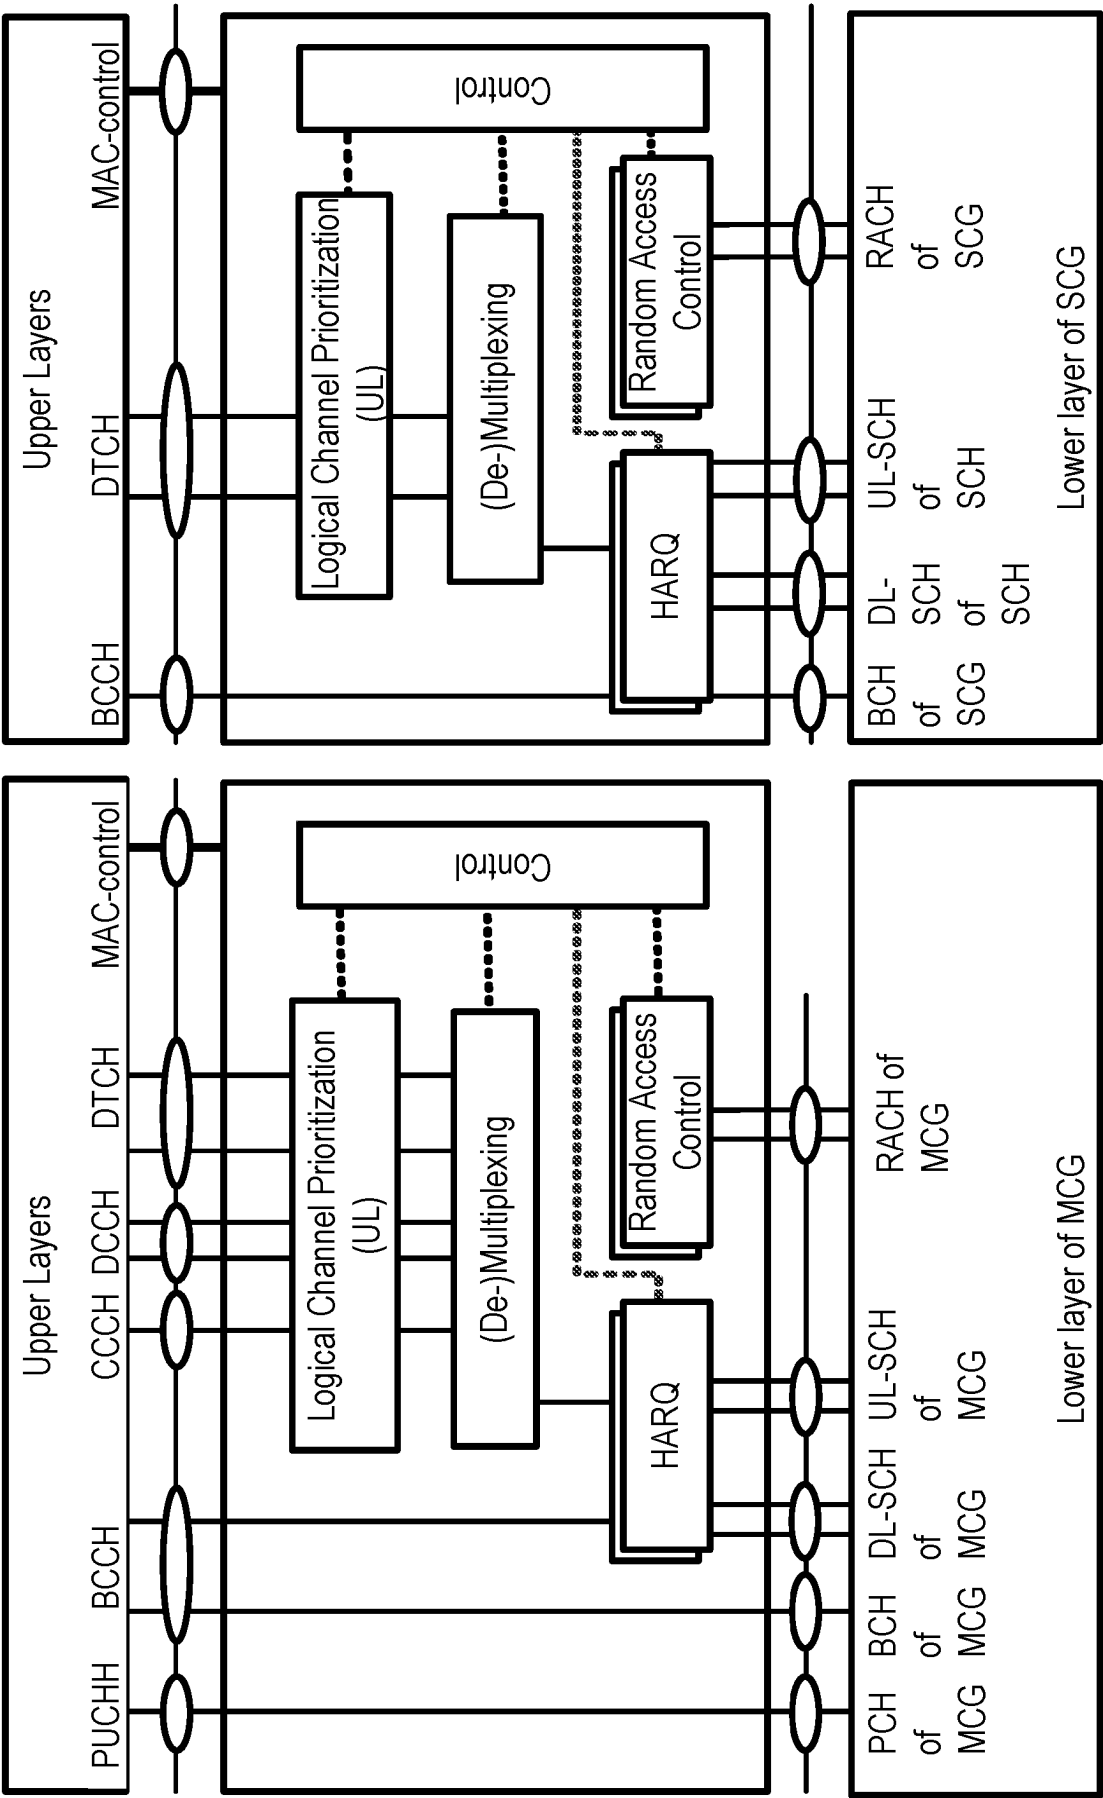 Upper Layers
PUCHH
BCCH
CCCH
DCCH
DTCH
MAC-control
Logical Channel Prioritization
(UL)
(De-)Multiplexing
HARQ
Random Access
Control
Control
PCH
of
MCG
BCH
of
MCG
DL-SCH
of
MCG
UL-SCH
of
MCG
RACH of
MCG
Lower layer of MCG
Upper Layers
BCCH
DTCH
MAC-control
Logical Channel Prioritization
(UL)
(De-)Multiplexing
HARQ
Random Access
Control
Control
BCH
of
SCG
DL-
SCH
of
SCH
UL-SCH
of
SCH
RACH
of
SCG
Lower layer of SCG